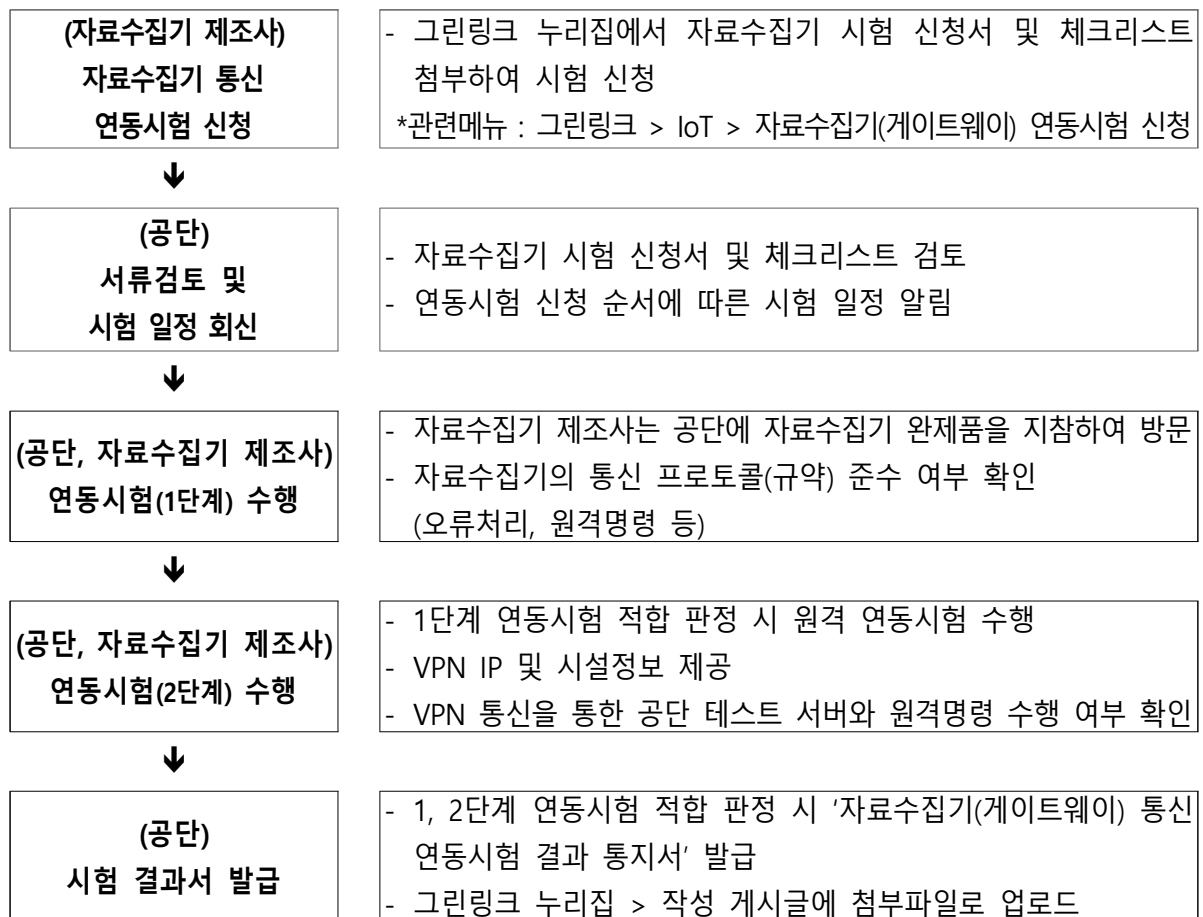 (자료수집기 제조사)
자료수집기 통신
연동시험 신청
- 그린링크 누리집에서 자료수집기 시험 신청서 및 체크리스트
첨부하여 시험 신청
*관련메뉴 : 그린링크 > IoT > 자료수집기(게이트웨이) 연동시험 신청
🡻
(공단)
서류검토 및
시험 일정 회신
- 자료수집기 시험 신청서 및 체크리스트 검토
- 연동시험 신청 순서에 따른 시험 일정 알림
🡻
(공단, 자료수집기 제조사)
연동시험(1단계) 수행
- 자료수집기 제조사는 공단에 자료수집기 완제품을 지참하여 방문
- 자료수집기의 통신 프로토콜(규약) 준수 여부 확인
(오류처리, 원격명령 등)
🡻
(공단, 자료수집기 제조사)
연동시험(2단계) 수행
- 1단계 연동시험 적합 판정 시 원격 연동시험 수행
- VPN IP 및 시설정보 제공
- VPN 통신을 통한 공단 테스트 서버와 원격명령 수행 여부 확인
🡻
(공단)
시험 결과서 발급
- 1, 2단계 연동시험 적합 판정 시 ‘자료수집기(게이트웨이) 통신
연동시험 결과 통지서’ 발급
- 그린링크 누리집 > 작성 게시글에 첨부파일로 업로드